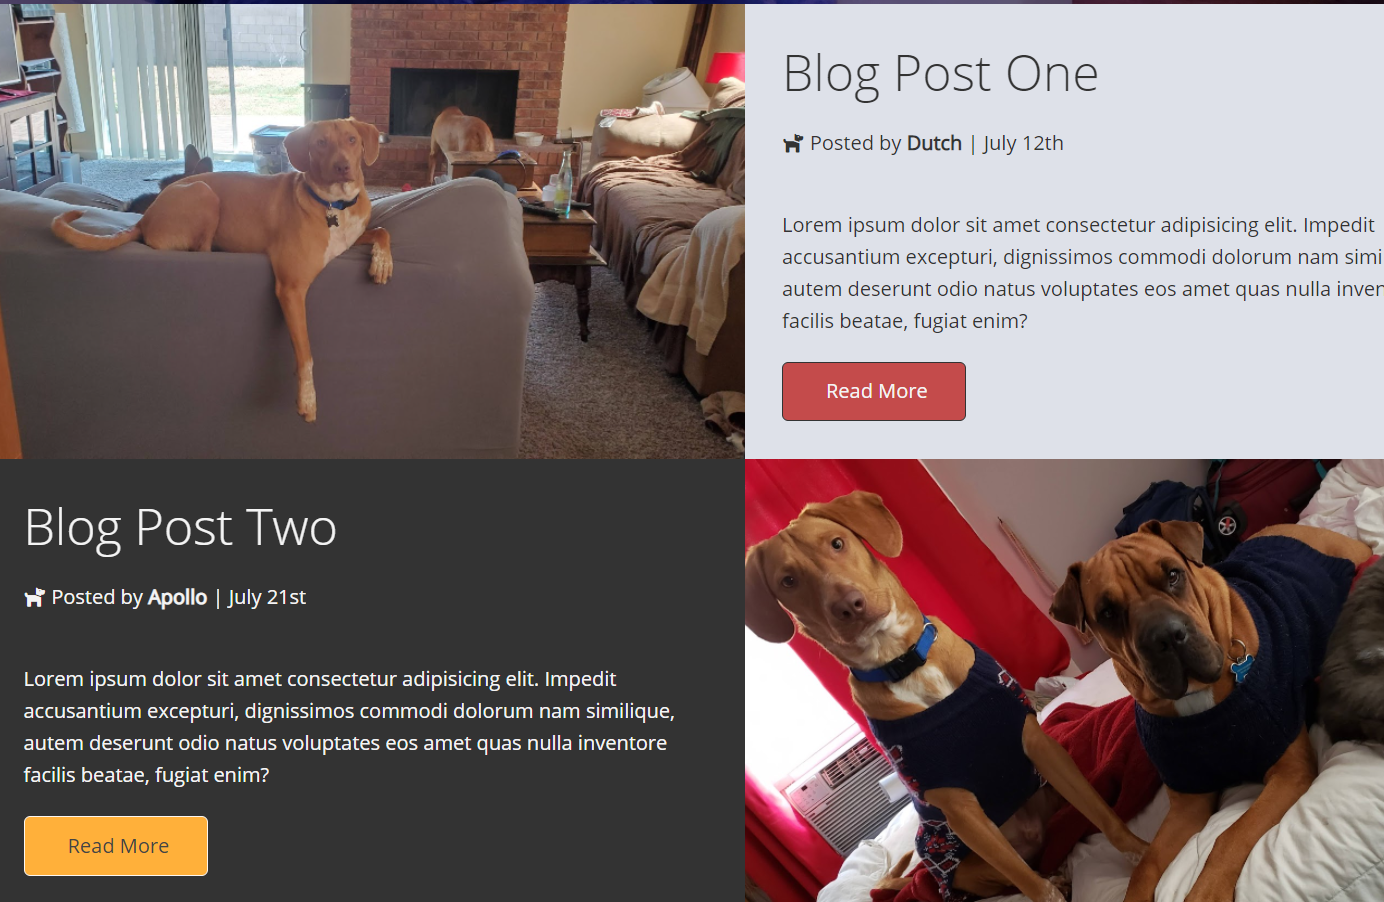 Blog Post One
Posted by Dutch | July 12th
Lorem ipsum dolor sit amet consectetur adipisicing elit. Impedit
accusantium excepturi, dignissimos commodi dolorum nam simi
autem deserunt odio natus voluptates eos amet quas nulla inven
facilis beatae, fugiat enim?
Read More
Blog Post Two
Posted by Apollo | July 21st
Lorem ipsum dolor sit amet consectetur adipisicing elit. Impedit
accusantium excepturi, dignissimos commodi dolorum nam similique,
autem deserunt odio natus voluptates eos amet quas nulla inventore
facilis beatae, fugiat enim?
Read More